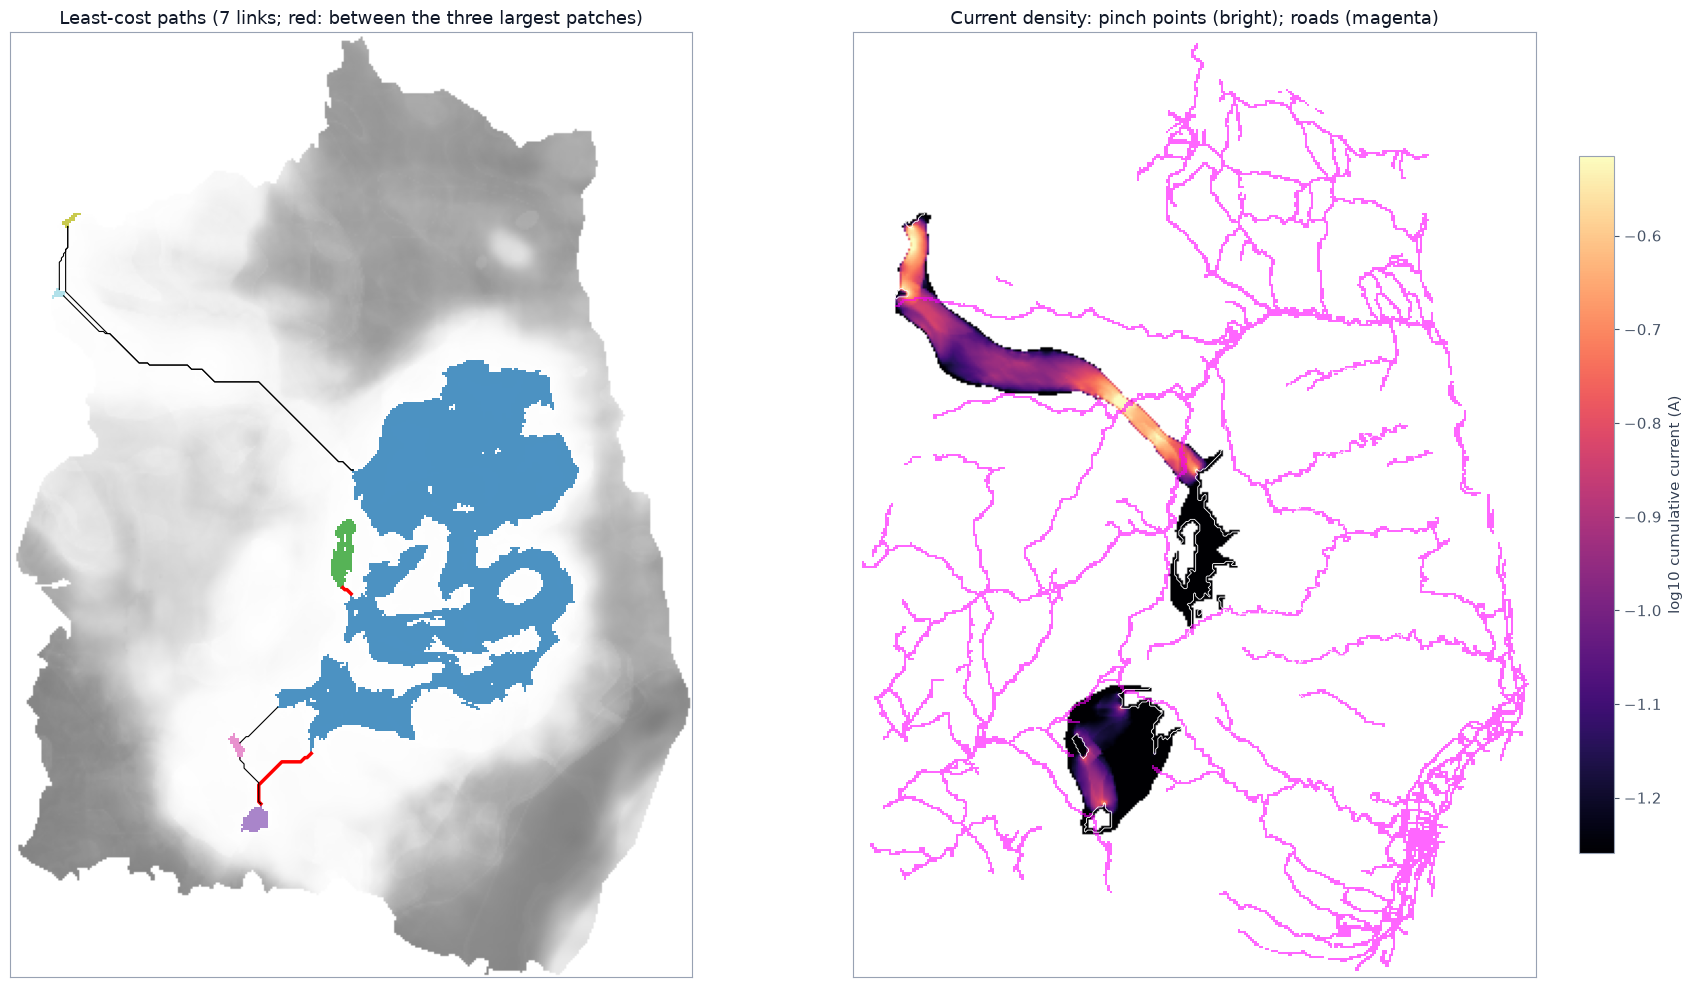 Least-cost paths (7 links; red: between the three largest patches)
Current density: pinch points (bright); roads (magenta)
−0.6
−0.7
−0.8
−0.9
−1.0
−1.1
−1.2
log10 cumulative current (A)